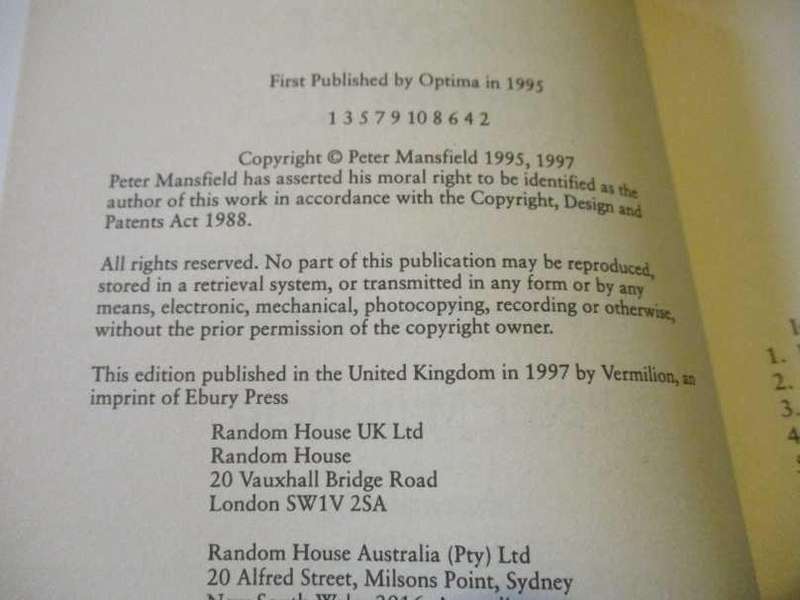 First Published by Optima in 1995
1 3 5 7 9 10 8 6 4 2
Copyright © Peter Mansfield 1995, 1997
Peter Mansfield has asserted his moral right to be identified as the
author of this work in accordance with the Copyright, Design and
Patents Act 1988.
All rights reserved. No part of this publication may be reproduced,
stored in a retrieval system, or transmitted in any form or by any
means, electronic, mechanical, photocopying, recording or otherwise,
without the prior permission of the copyright owner.
This edition published in the United Kingdom in 1997 by Vermilion, an
imprint of Ebury Press
Random House UK Ltd
Random House
20 Vauxhall Bridge Road
London SW1V 2SA
Random House Australia (Pty) Ltd
20 Alfred Street, Milsons Point, Sydney
New South Wales 2016,
1.
2.
3.
4